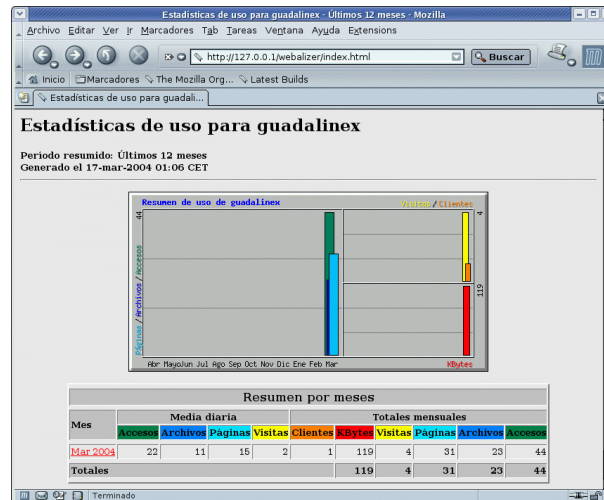 Estadísticas de uso para guadalinex - Últimos 12 meses - Mozilla
Archivo Editar Ver Ir Marcadores Tab Tareas Ventana Ayuda Extensions
http://127.0.0.1/webalizer/index.html Buscar
Inicio Marcadores The Mozilla Org... Latest Builds
Estadísticas de uso para guadali...
Estadísticas de uso para guadalinex
Período resumido: Últimos 12 meses
Generado el 17-mar-2004 01:06 CET
Resumen de uso de guadalinex Visitas/Clientes
44 4
Páginas/Archivos/Accesos 119
Abr MayoJun Jul Ago Sep Oct Nov Dic Ene Feb Mar KBytes
Resumen por meses
Mes Media diaria Totales mensuales
Accesos Archivos Páginas Visitas Clientes KBytes Visitas Páginas Archivos Accesos
Mar 2004 22 11 15 2 1 119 4 31 23 44
Totales 119 4 31 23 44
Terminado